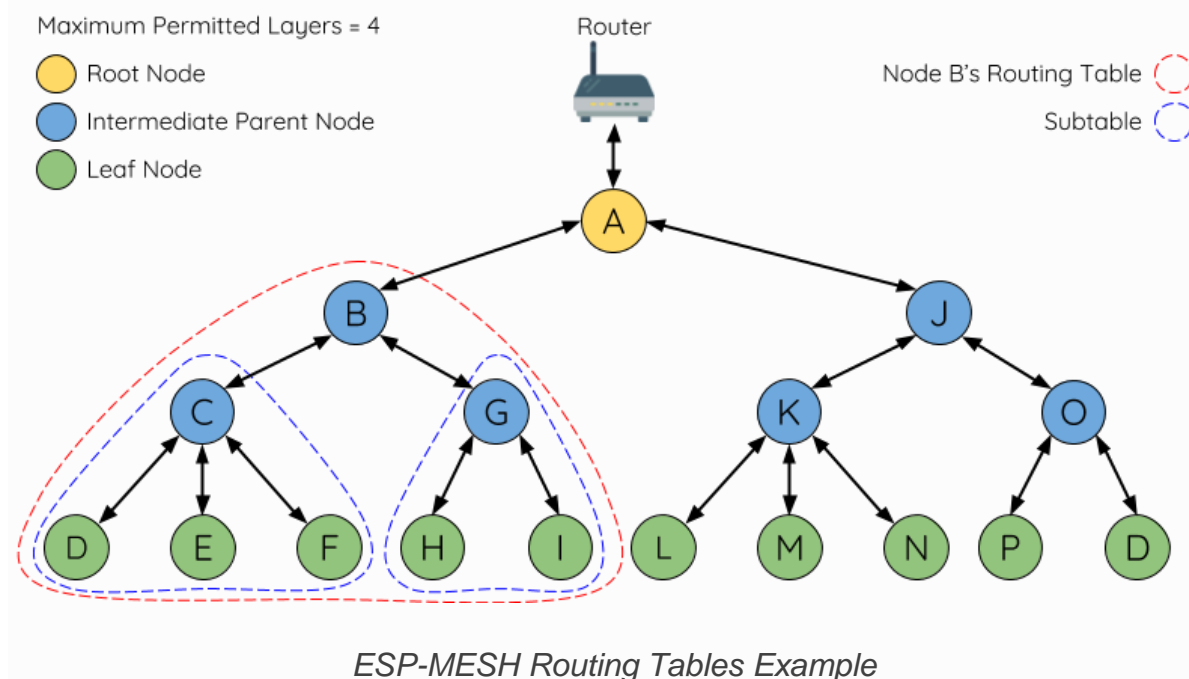 Maximum Permitted Layers = 4
Router
Root Node
Node B's Routing Table
Intermediate Parent Node
Subtable
Leaf Node
A
B
J
C
G
K
O
D
E
F
H
I
L
M
N
P
D
ESP-MESH Routing Tables Example